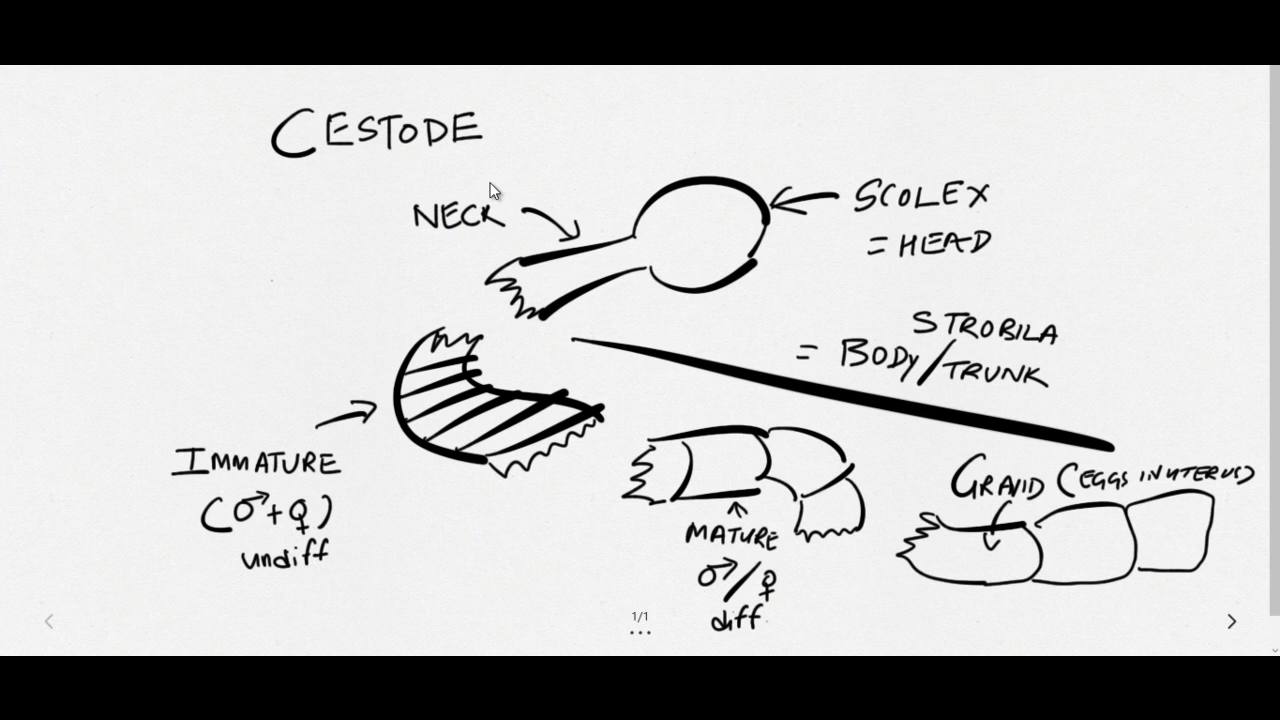 CESTODE
NECK
SCOLEX
= HEAD
STROBILA
= BODY/TRUNK
IMMATURE
(♂+♀)
undiff
MATURE
♂/♀
diff
GRAVID (EGGS IN UTERUS)
1/1